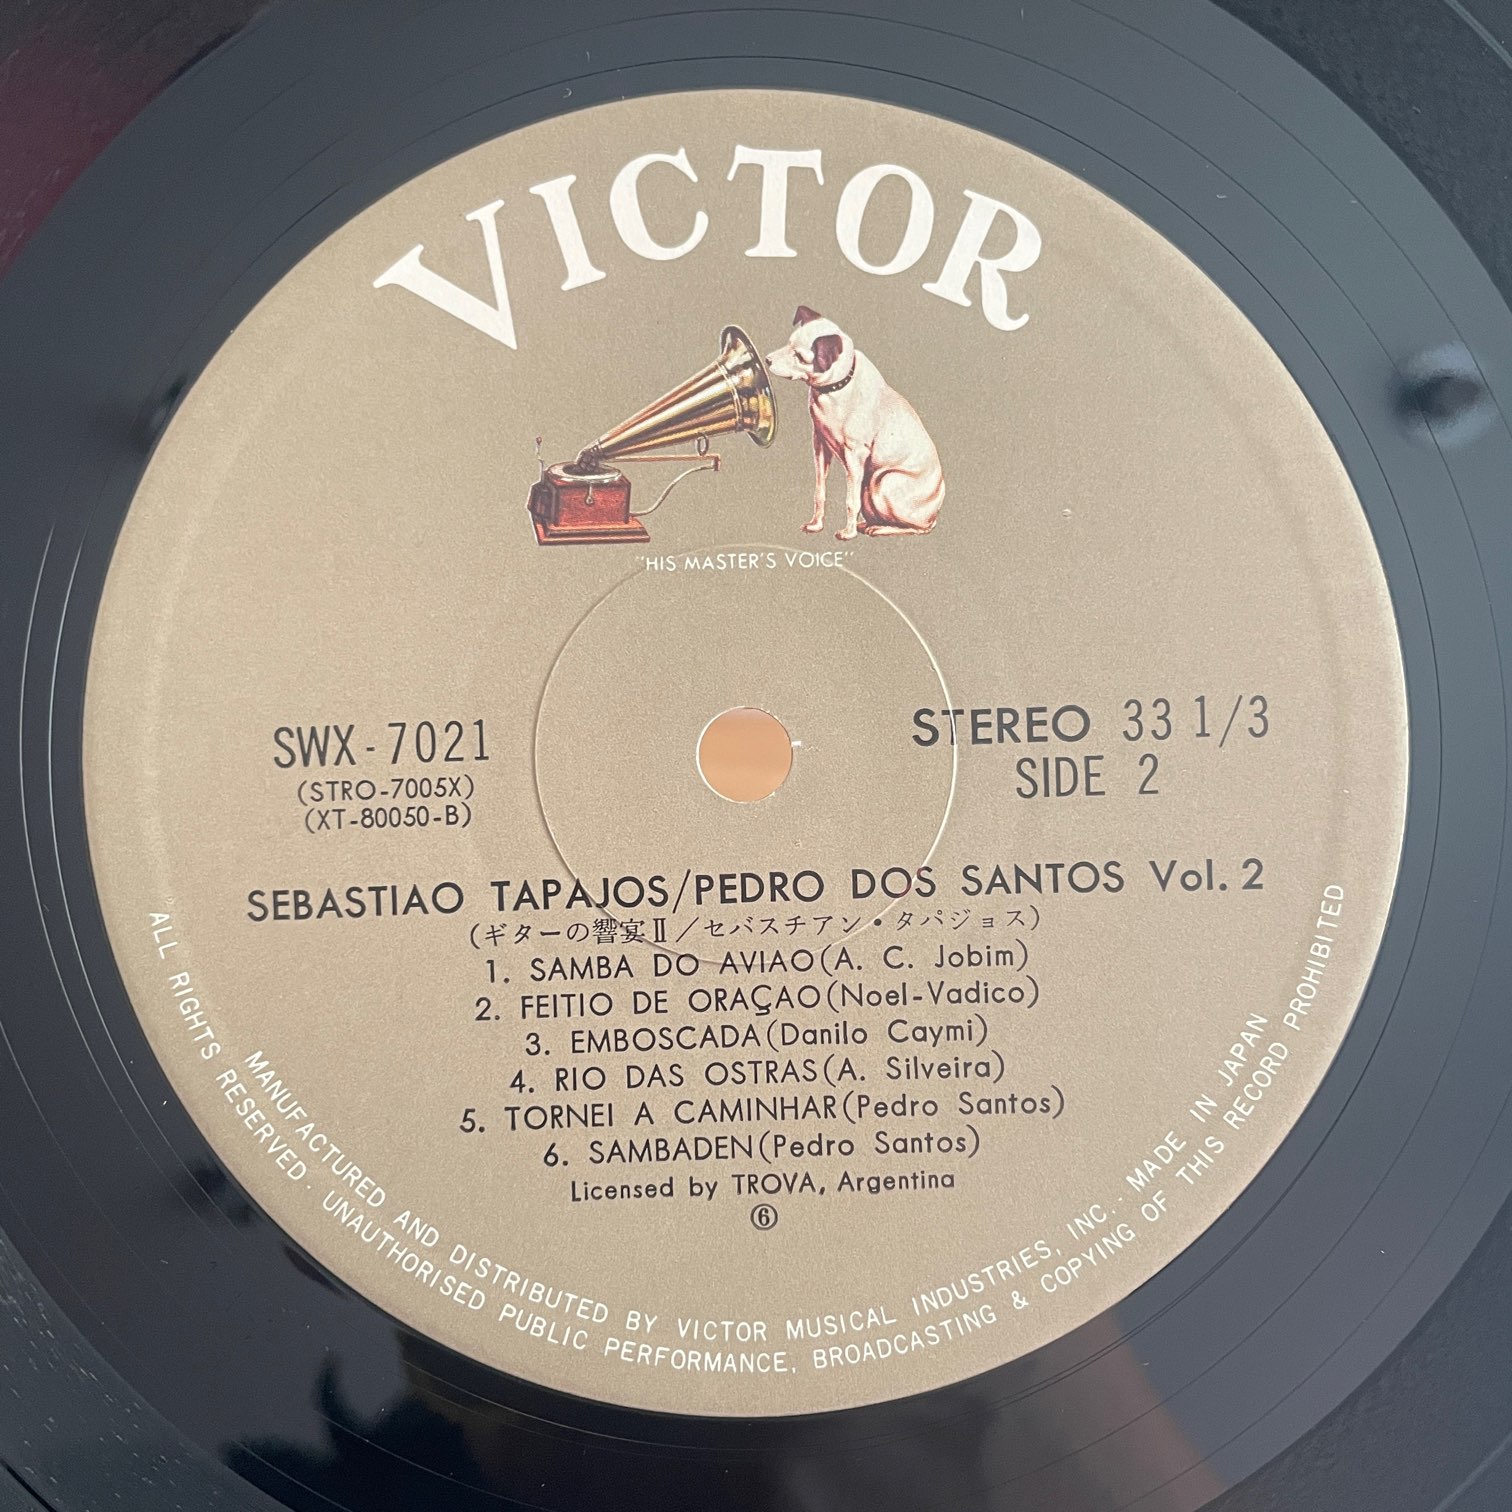 VICTOR
"HIS MASTER'S VOICE"
SWX-7021
(STRO-7005X)
(XT-80050-B)
STEREO 33 1/3
SIDE 2
SEBASTIAO TAPAJOS/PEDRO DOS SANTOS Vol. 2
(ギターの響宴Ⅱ/セバスチアン・タパジョス)
1. SAMBA DO AVIAO(A. C. Jobim)
2. FEITIO DE ORAÇAO(Noel-Vadico)
3. EMBOSCADA(Danilo Caymi)
4. RIO DAS OSTRAS(A. Silveira)
5. TORNEI A CAMINHAR(Pedro Santos)
6. SAMBADEN(Pedro Santos)
Licensed by TROVA, Argentina
⑥
MANUFACTURED AND DISTRIBUTED BY VICTOR MUSICAL INDUSTRIES, INC.· MADE IN JAPAN
ALL RIGHTS RESERVED· UNAUTHORISED PUBLIC PERFORMANCE, BROADCASTING & COPYING OF THIS RECORD PROHIBITED